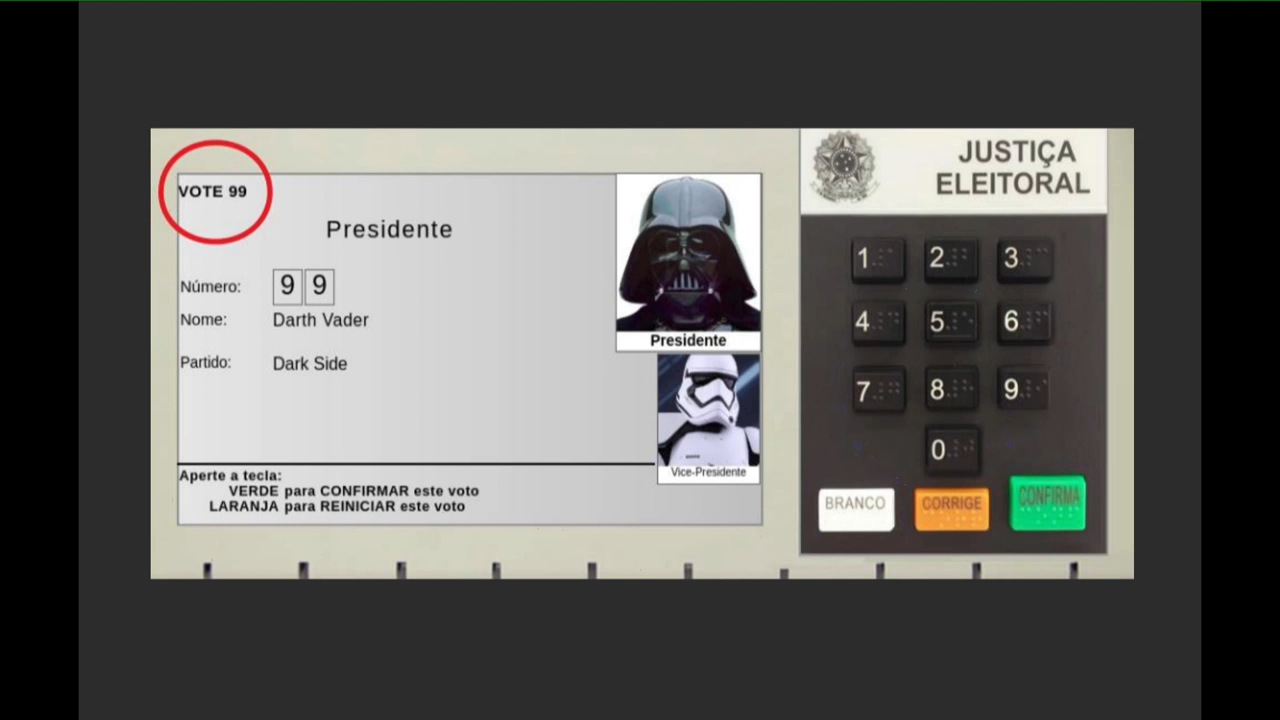 VOTE 99
Presidente
Número: 9 9
Nome: Darth Vader
Partido: Dark Side
Presidente
Vice-Presidente
Aperte a tecla:
VERDE para CONFIRMAR este voto
LARANJA para REINICIAR este voto
JUSTIÇA
ELEITORAL
1 2 3
4 5 6
7 8 9
0
BRANCO CORRIGE CONFIRMA